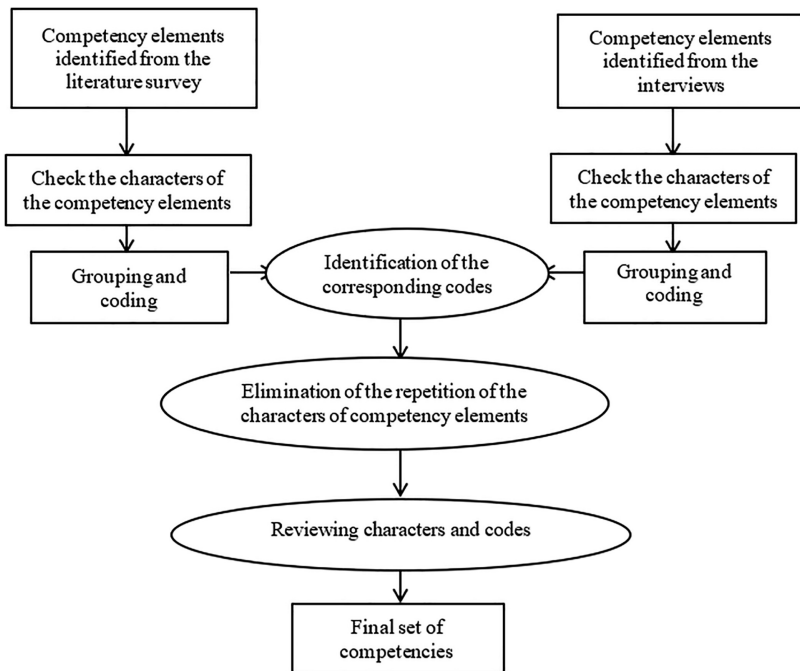 Competency elements
identified from the
literature survey
Competency elements
identified from the
interviews
Check the characters of
the competency elements
Check the characters of
the competency elements
Grouping and
coding
Identification of the
corresponding codes
Grouping and
coding
Elimination of the repetition of the
characters of competency elements
Reviewing characters and codes
Final set of
competencies